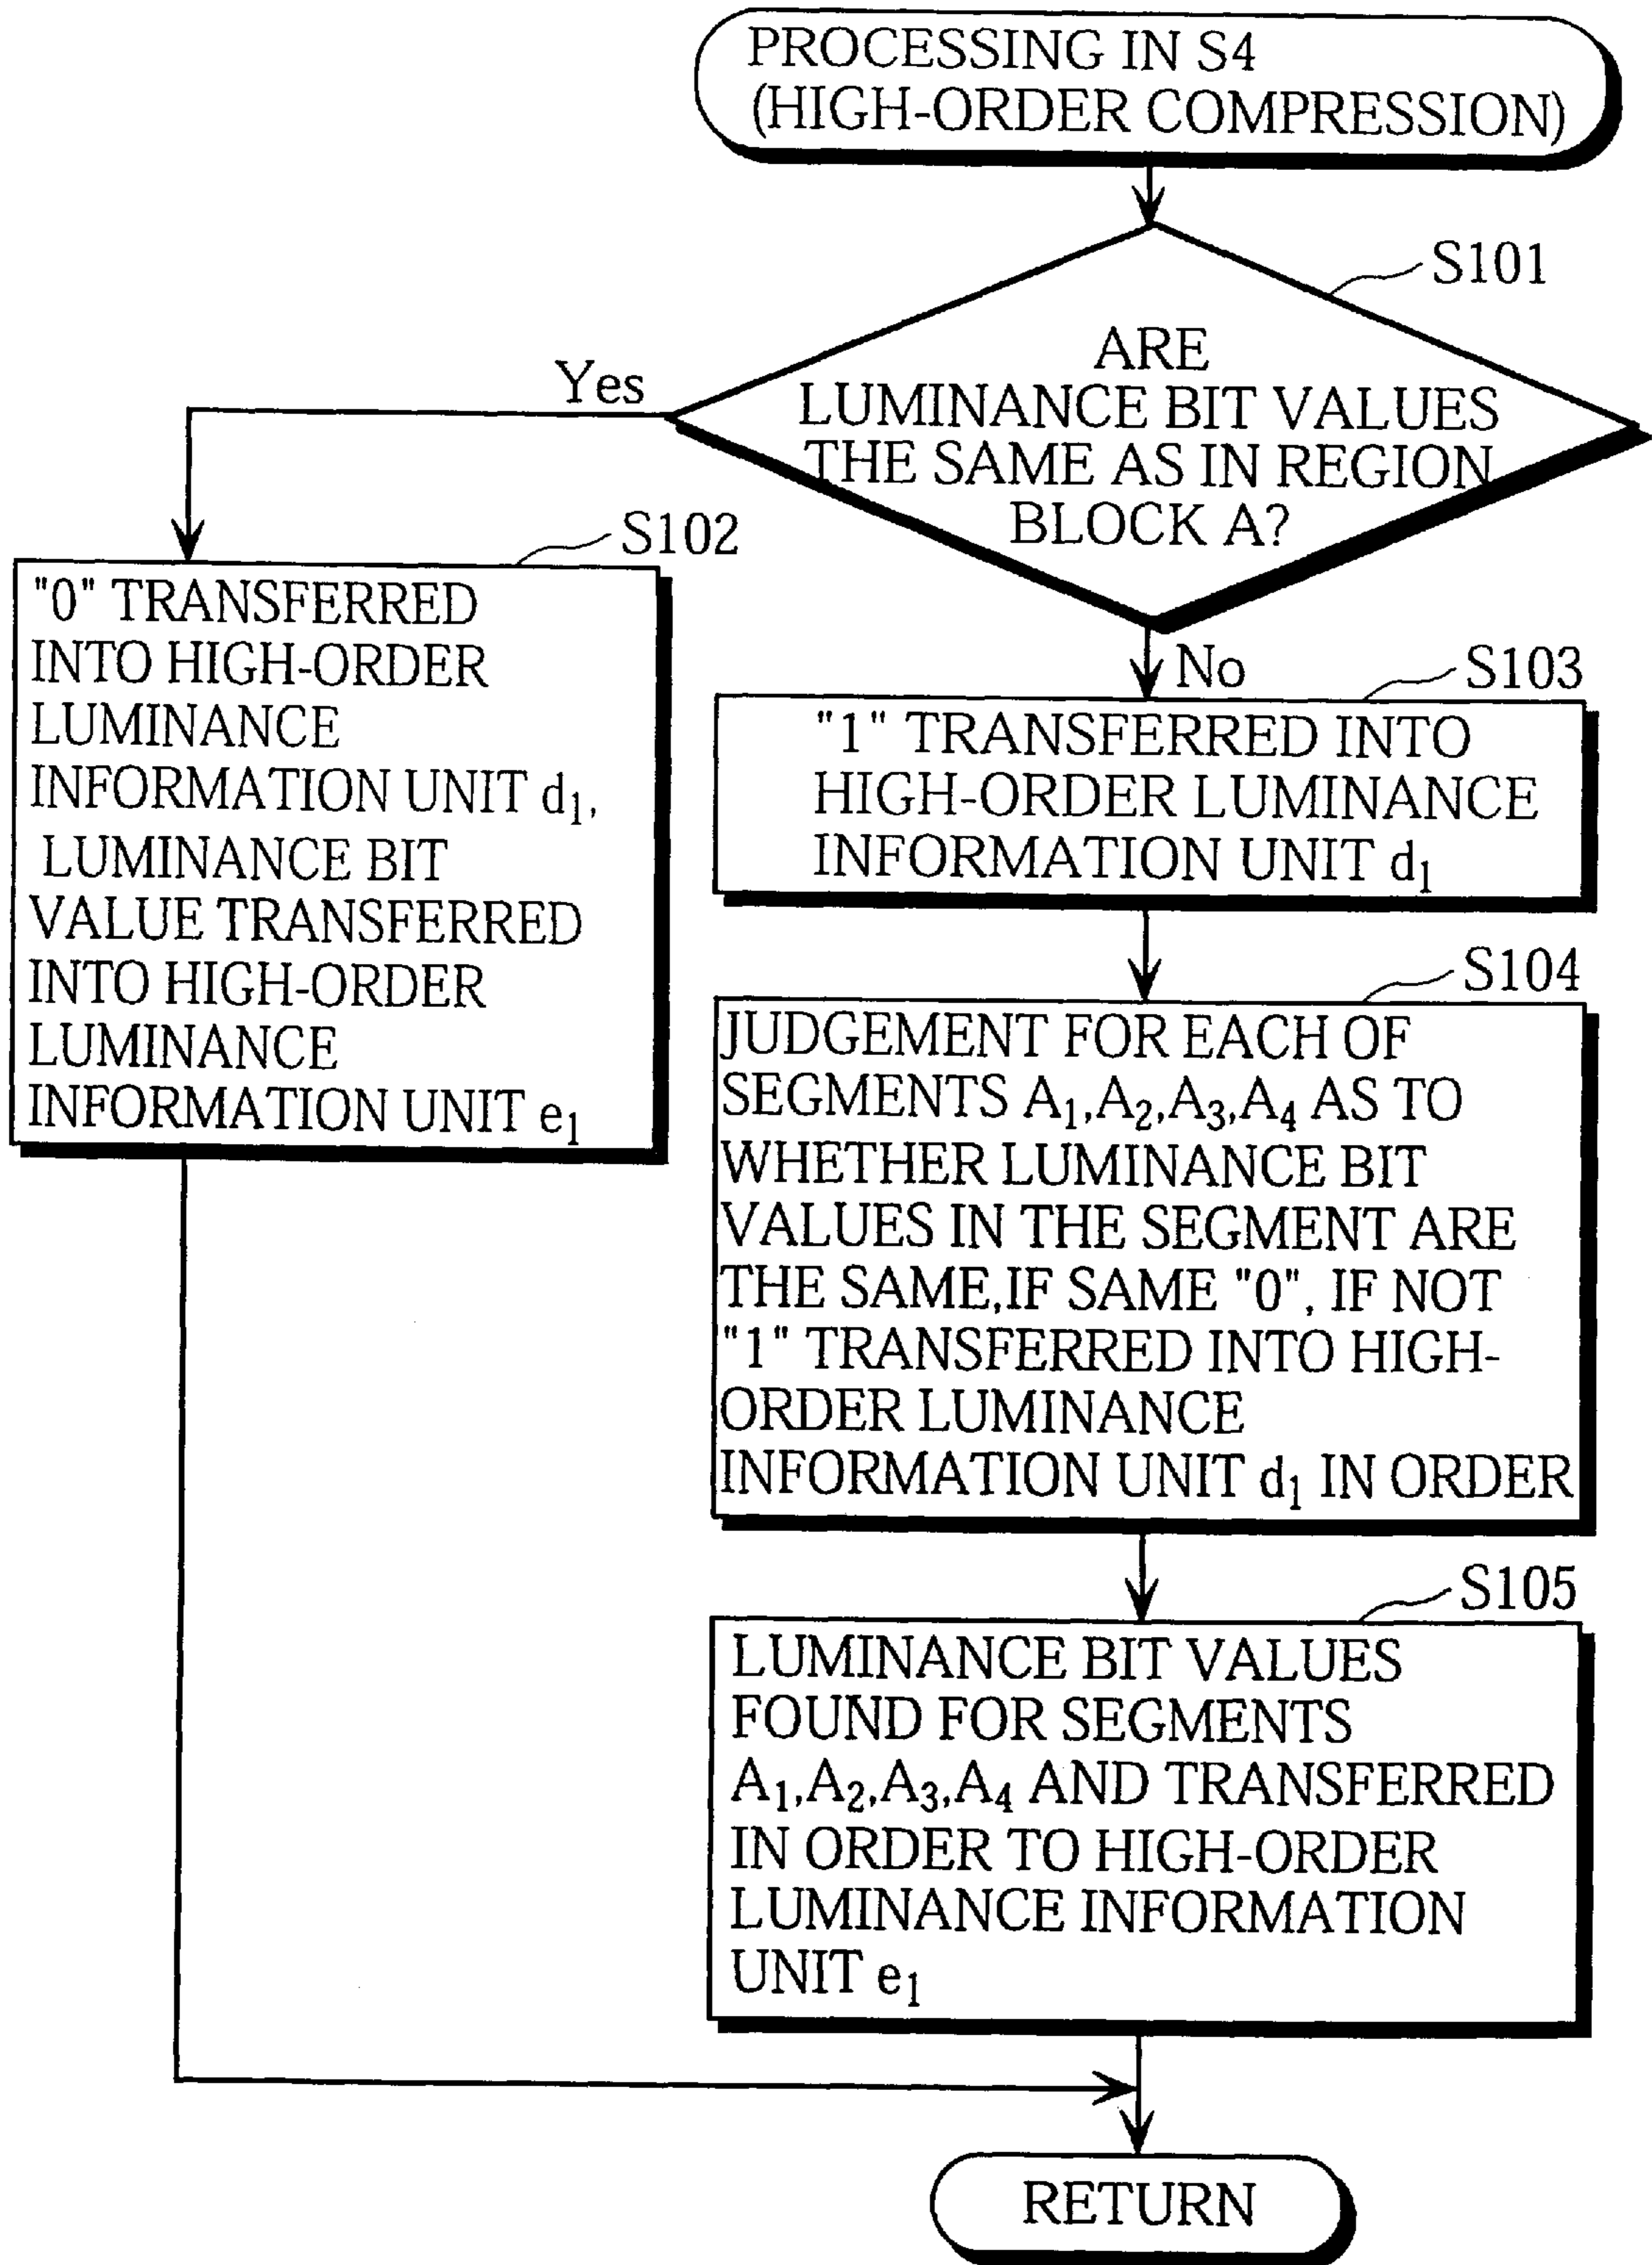 PROCESSING IN S4
(HIGH-ORDER COMPRESSION)
S101
ARE
LUMINANCE BIT VALUES
THE SAME AS IN REGION
BLOCK A?
Yes
S102
"0" TRANSFERRED
INTO HIGH-ORDER
LUMINANCE
INFORMATION UNIT d₁,
LUMINANCE BIT
VALUE TRANSFERRED
INTO HIGH-ORDER
LUMINANCE
INFORMATION UNIT e₁
No
S103
"1" TRANSFERRED INTO
HIGH-ORDER LUMINANCE
INFORMATION UNIT d₁
S104
JUDGEMENT FOR EACH OF
SEGMENTS A₁,A₂,A₃,A₄ AS TO
WHETHER LUMINANCE BIT
VALUES IN THE SEGMENT ARE
THE SAME,IF SAME "0", IF NOT
"1" TRANSFERRED INTO HIGH-
ORDER LUMINANCE
INFORMATION UNIT d₁ IN ORDER
S105
LUMINANCE BIT VALUES
FOUND FOR SEGMENTS
A₁,A₂,A₃,A₄ AND TRANSFERRED
IN ORDER TO HIGH-ORDER
LUMINANCE INFORMATION
UNIT e₁
RETURN